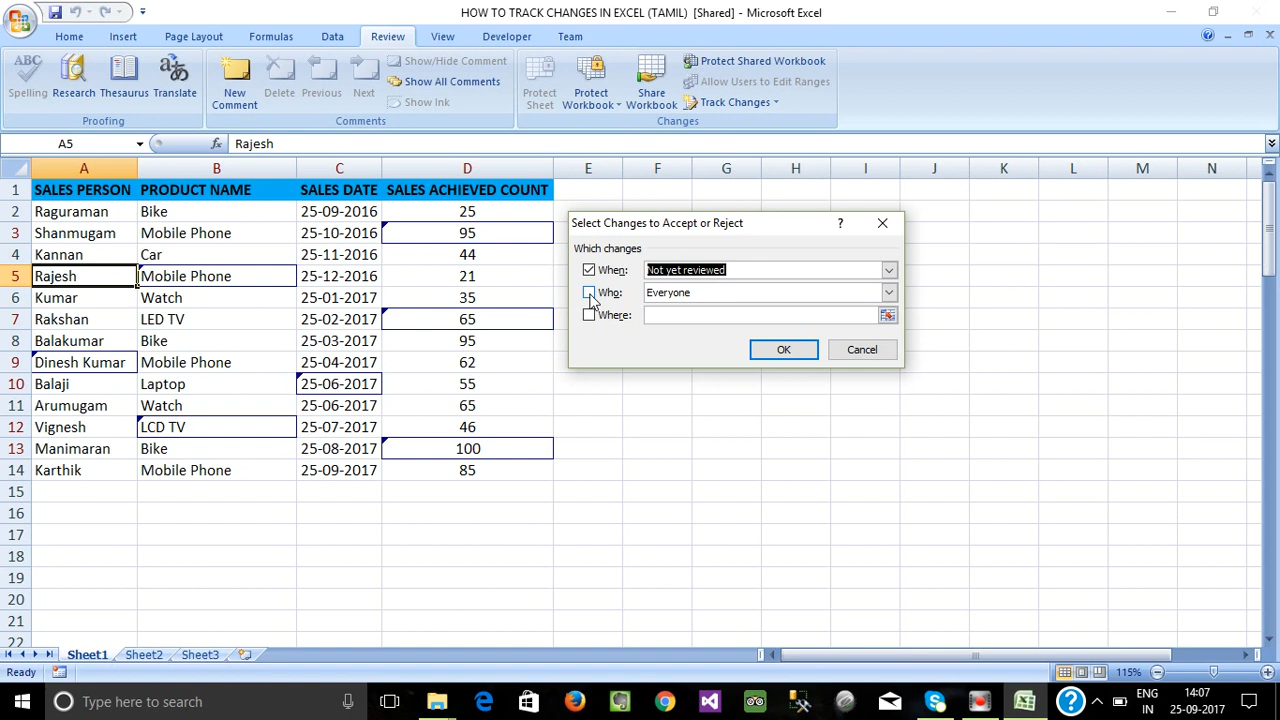 HOW TO TRACK CHANGES IN EXCEL (TAMIL) [Shared] - Microsoft Excel
Home Insert Page Layout Formulas Data Review View Developer Team
ABC
Spelling Research Thesaurus Translate
Proofing
New Comment Delete Previous Next
Show/Hide Comment
Show All Comments
Show Ink
Comments
Protect Sheet Protect Workbook Share Workbook
Protect Shared Workbook
Allow Users to Edit Ranges
Track Changes
Changes
A5 fx Rajesh
A B C D E F G H I J K L M N
1 SALES PERSON PRODUCT NAME SALES DATE SALES ACHIEVED COUNT
2 Raguraman Bike 25-09-2016 25
3 Shanmugam Mobile Phone 25-10-2016 95
4 Kannan Car 25-11-2016 44
5 Rajesh Mobile Phone 25-12-2016 21
6 Kumar Watch 25-01-2017 35
7 Rakshan LED TV 25-02-2017 65
8 Balakumar Bike 25-03-2017 95
9 Dinesh Kumar Mobile Phone 25-04-2017 62
10 Balaji Laptop 25-06-2017 55
11 Arumugam Watch 25-06-2017 65
12 Vignesh LCD TV 25-07-2017 46
13 Manimaran Bike 25-08-2017 100
14 Karthik Mobile Phone 25-09-2017 85
15
16
17
18
19
20
21
22
Select Changes to Accept or Reject ?
Which changes
When: Not yet reviewed
Who: Everyone
Where:
OK Cancel
Sheet1 Sheet2 Sheet3
Ready 115%
Type here to search
ENG 14:07
IN 25-09-2017